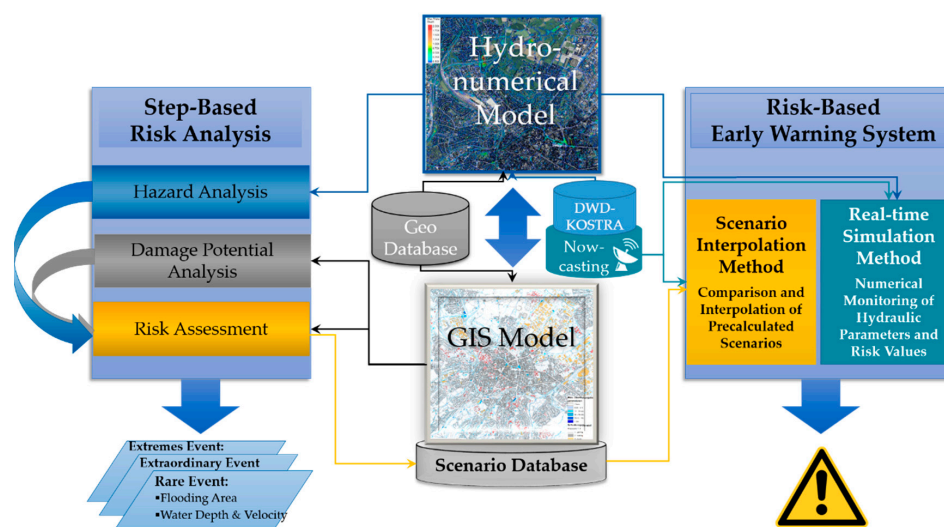 Step-Based
Risk Analysis
Hazard Analysis
Damage Potential
Analysis
Risk Assessment
Extremes Event:
Extraordinary Event
Rare Event:
▪Flooding Area
▪Water Depth & Velocity
Hydro-
numerical
Model
Geo
Database
DWD-
KOSTRA
Now-
casting
GIS Model
Scenario Database
Risk-Based
Early Warning System
Scenario
Interpolation
Method
Comparison and
Interpolation of
Precalculated
Scenarios
Real-time
Simulation
Method
Numerical
Monitoring of
Hydraulic
Parameters and
Risk Values